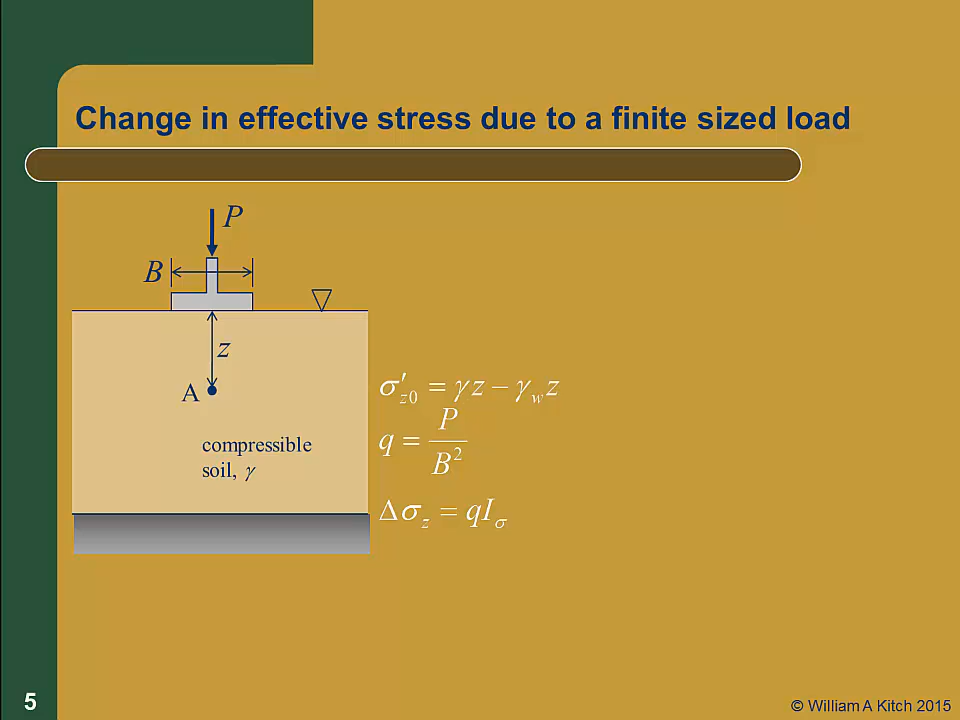 Change in effective stress due to a finite sized load
P
B
z
A
compressible
soil, γ
σ′z0 = γz − γwz
q = P/B²
Δσz = qIσ
5
© William A Kitch 2015